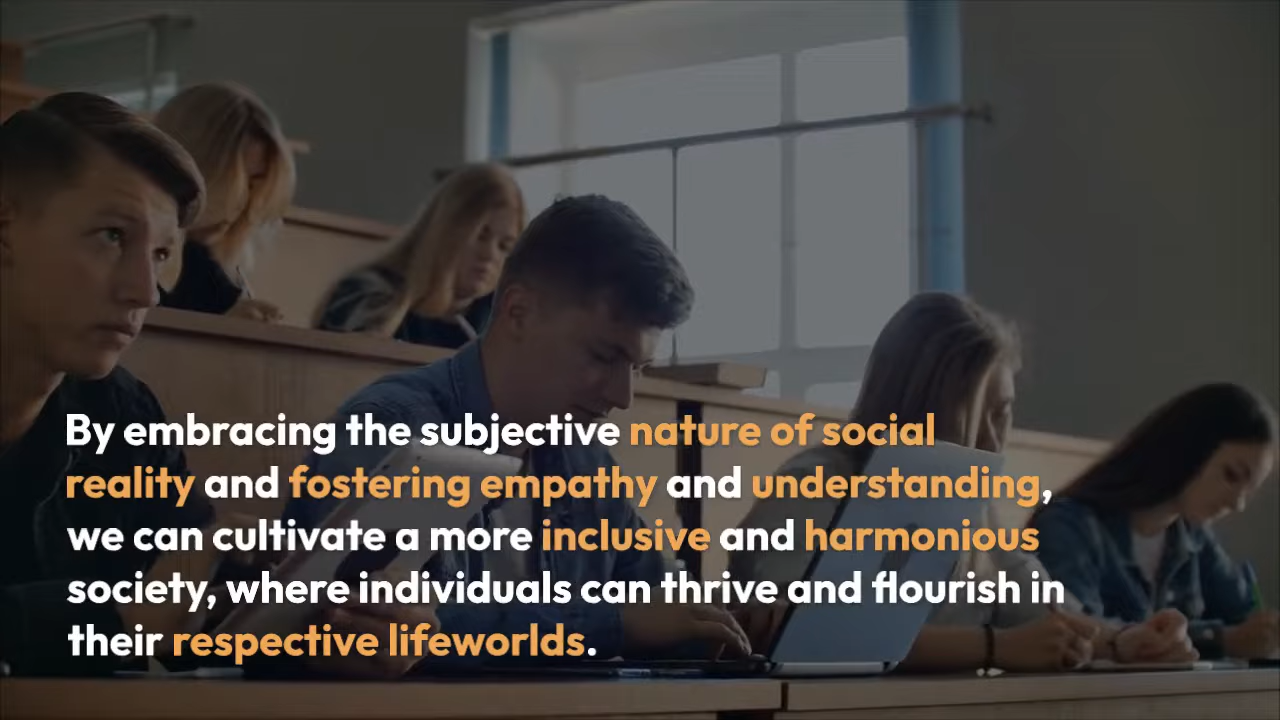 By embracing the subjective nature of social
reality and fostering empathy and understanding,
we can cultivate a more inclusive and harmonious
society, where individuals can thrive and flourish in
their respective lifeworlds.